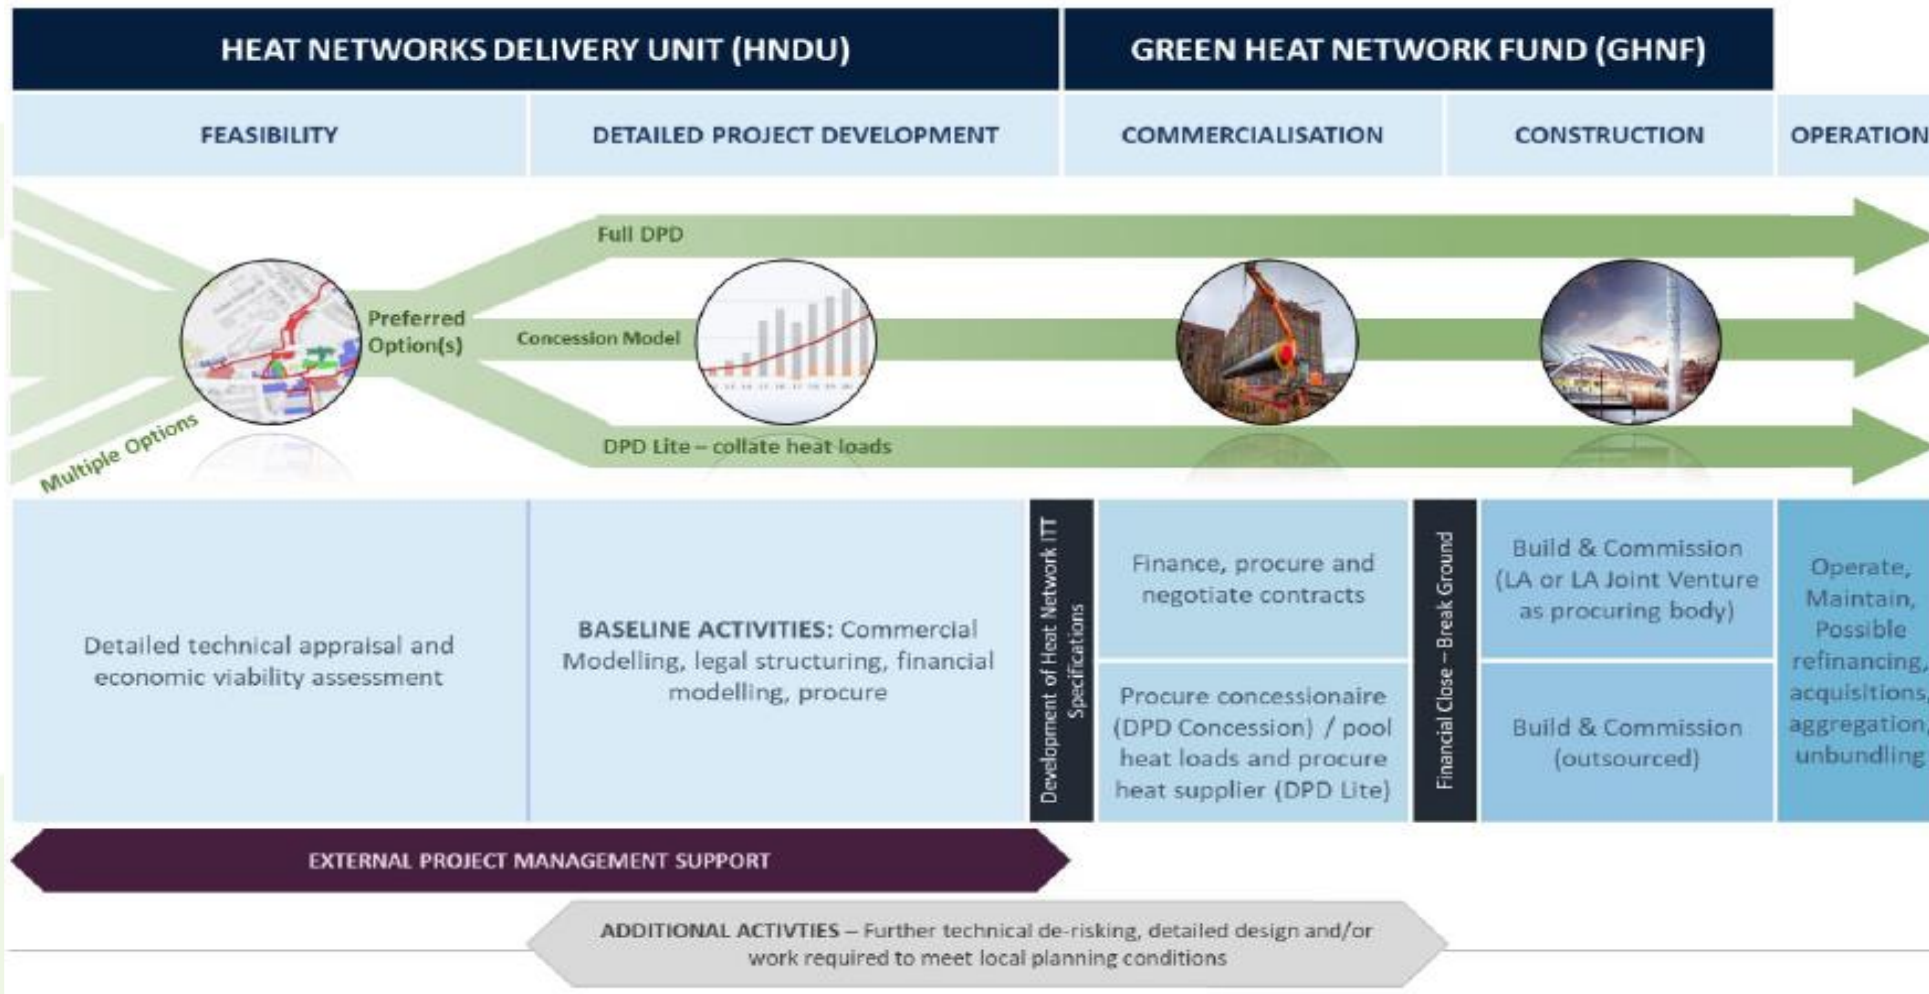 HEAT NETWORKS DELIVERY UNIT (HNDU)
GREEN HEAT NETWORK FUND (GHNF)
FEASIBILITY
DETAILED PROJECT DEVELOPMENT
COMMERCIALISATION
CONSTRUCTION
OPERATION
Full DPD
Preferred
Option(s)
Concession Model
Multiple Options
DPD Lite – collate heat loads
Detailed technical appraisal and
economic viability assessment
BASELINE ACTIVITIES: Commercial
Modelling, legal structuring, financial
modelling, procure
Development of Heat Network ITT
Specifications
Finance, procure and
negotiate contracts
Procure concessionaire
(DPD Concession) / pool
heat loads and procure
heat supplier (DPD Lite)
Financial Close – Break Ground
Build & Commission
(LA or LA Joint Venture
as procuring body)
Build & Commission
(outsourced)
Operate,
Maintain,
Possible
refinancing,
acquisitions,
aggregation,
unbundling
EXTERNAL PROJECT MANAGEMENT SUPPORT
ADDITIONAL ACTIVTIES – Further technical de-risking, detailed design and/or
work required to meet local planning conditions